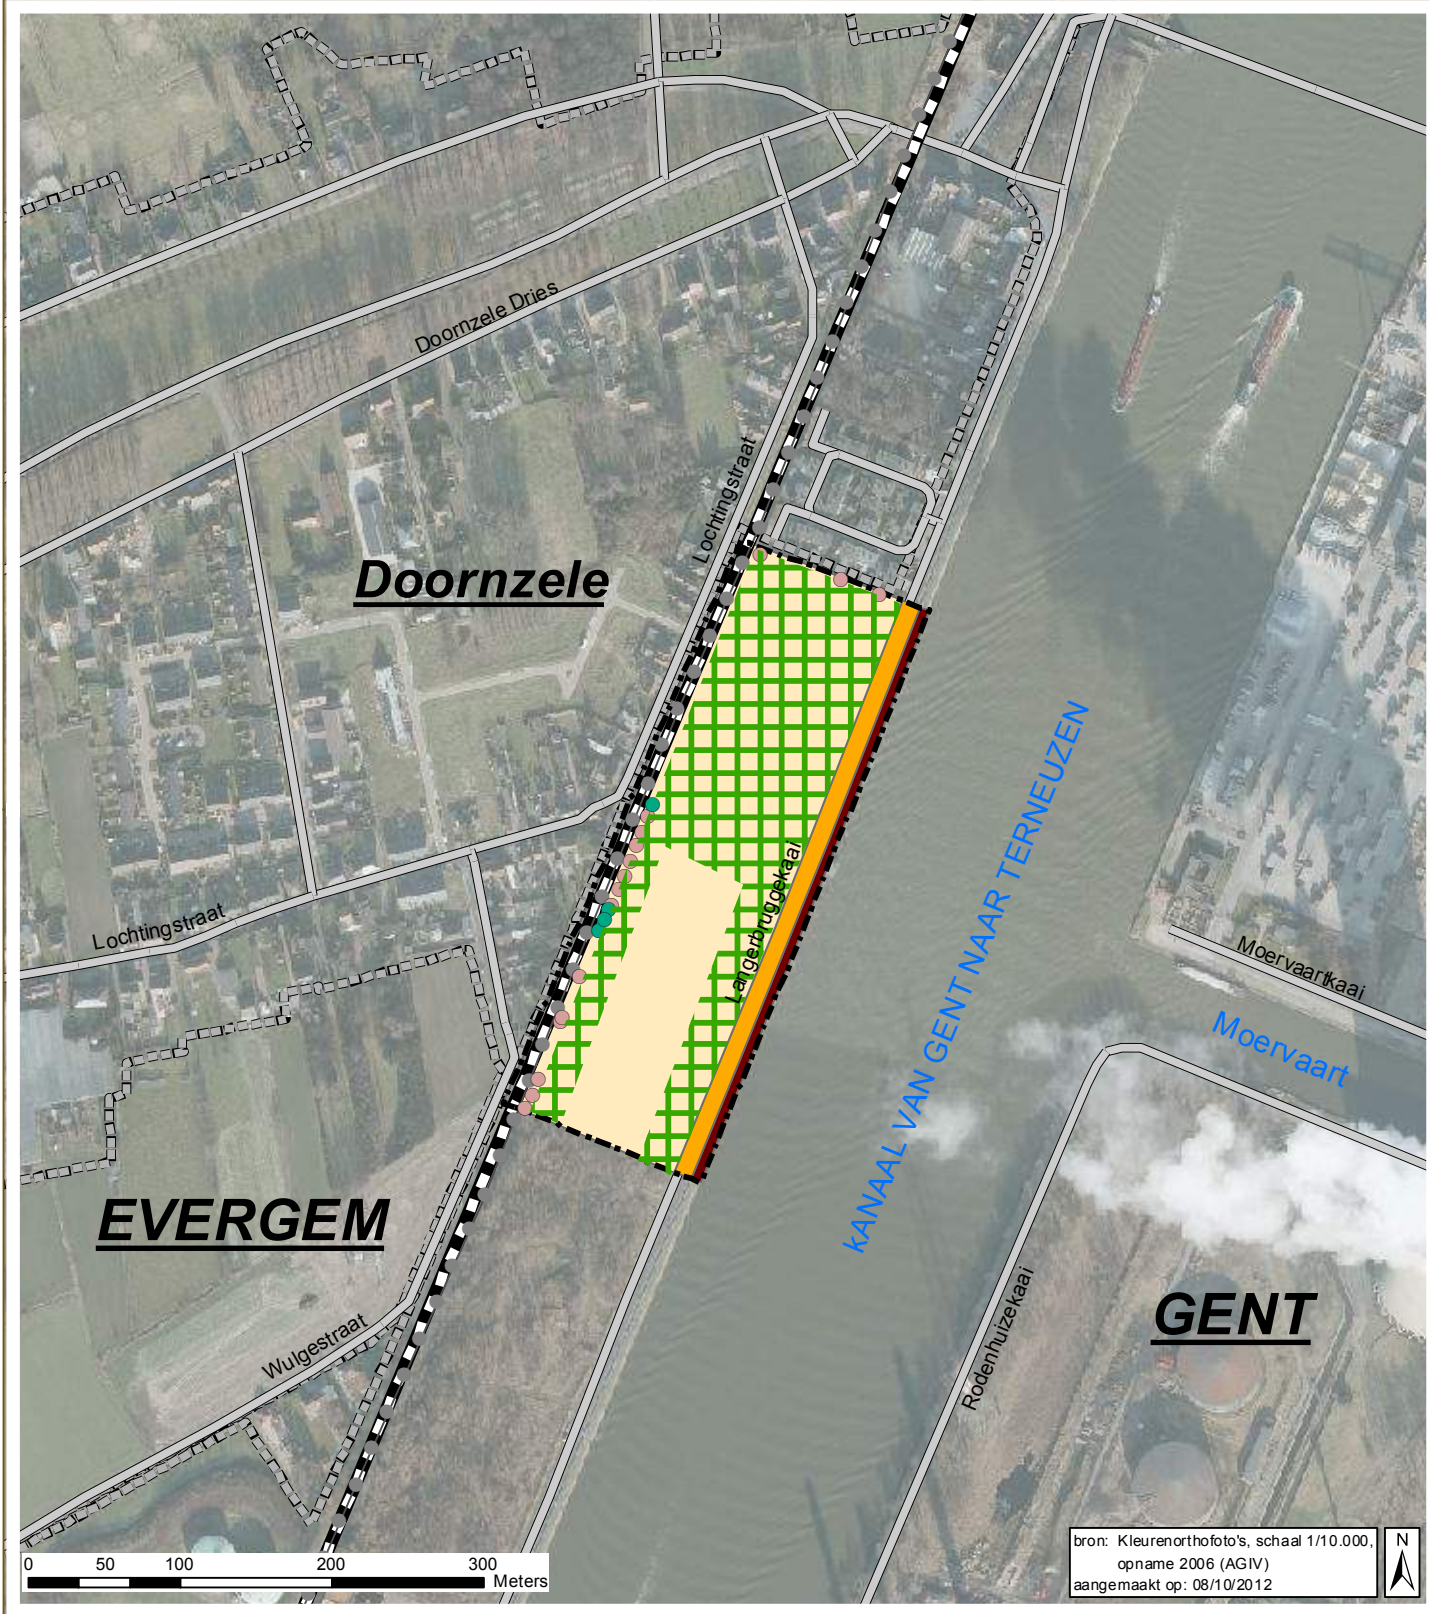 Doornzele Dries
Lochtingstraat
Doornzele
Langerbruggekaai
kANAAL VAN GENT NAAR TERNEUZEN
Lochtingstraat
Moervaartkaai
Moervaart
EVERGEM
GENT
Rodenhuizekaai
Wulgestraat
0 50 100 200 300
Meters
bron: Kleurenorthofoto's, schaal 1/10.000,
opname 2006 (AGIV)
aangemaakt op: 08/10/2012
N